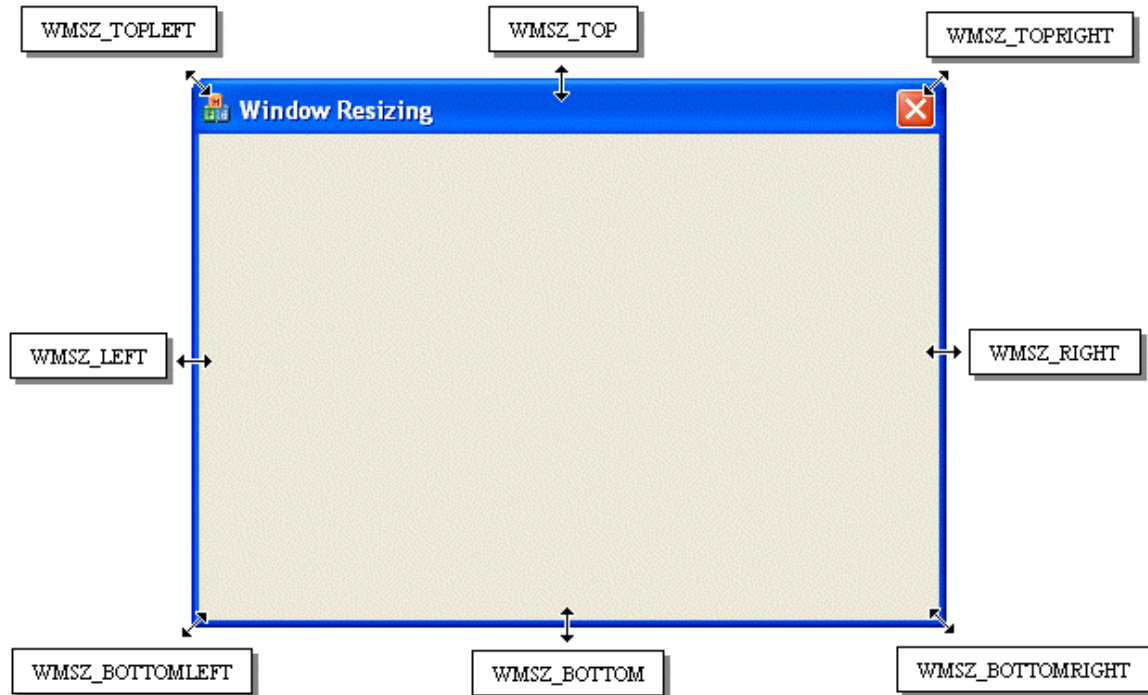 WMSZ_TOPLEFT
WMSZ_TOP
WMSZ_TOPRIGHT
Window Resizing
WMSZ_LEFT
WMSZ_RIGHT
WMSZ_BOTTOMLEFT
WMSZ_BOTTOM
WMSZ_BOTTOMRIGHT